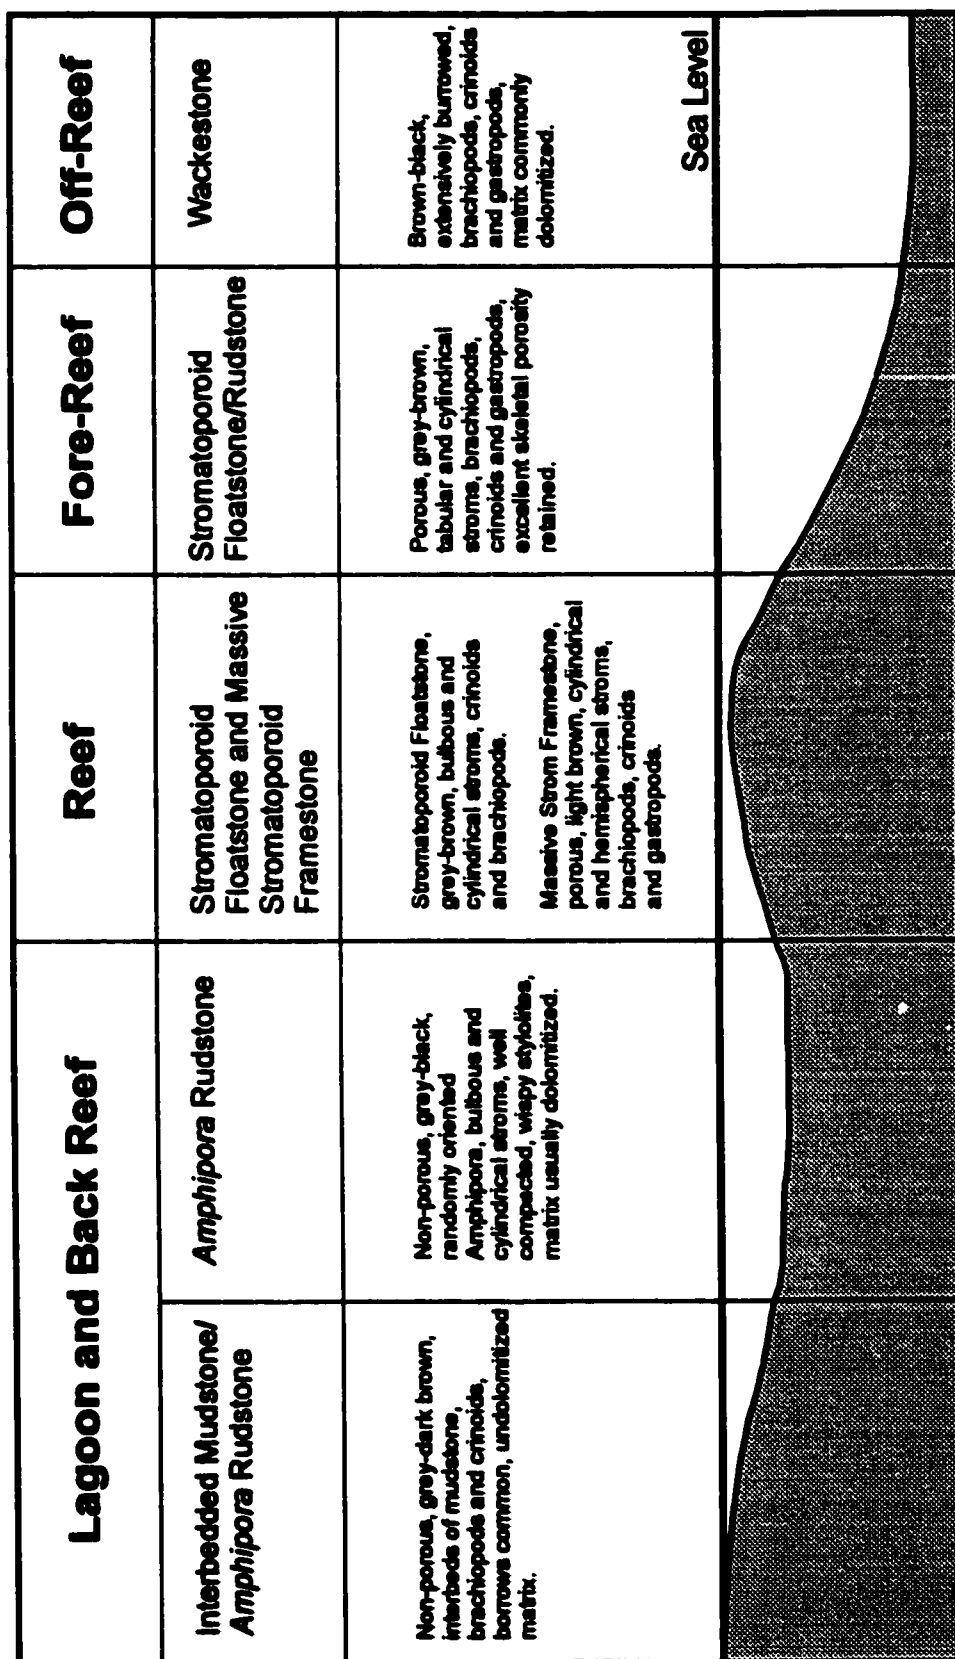 Lagoon and Back Reef
Reef
Fore-Reef
Off-Reef
Interbedded Mudstone/
Amphipora Rudstone
Amphipora Rudstone
Stromatoporoid
Floatstone and Massive
Stromatoporoid
Framestone
Stromatoporoid
Floatstone/Rudstone
Wackestone
Non-porous, grey-dark brown,
interbeds of mudstone,
brachiopods and crinoids,
borrows common, undolomitized
matrix.
Non-porous, grey-black,
randomly oriented
Amphipora, bulbous and
cylindrical stroms, well
compacted, wispy stylolites,
matrix usually dolomitized.
Stromatoporoid Floatstone,
grey-brown, bulbous and
cylindrical stroms, crinoids
and brachiopods.
Massive Strom Framestone,
porous, light brown, cylindrical
and hemispherical stroms,
brachiopods, crinoids
and gastropods.
Porous, grey-brown,
tabular and cylindrical
stroms, brachiopods,
crinoids and gastropods,
excellent skeletal porosity
retained.
Brown-black,
extensively burrowed,
brachiopods, crinoids
and gastropods,
matrix commonly
dolomitized.
Sea Level